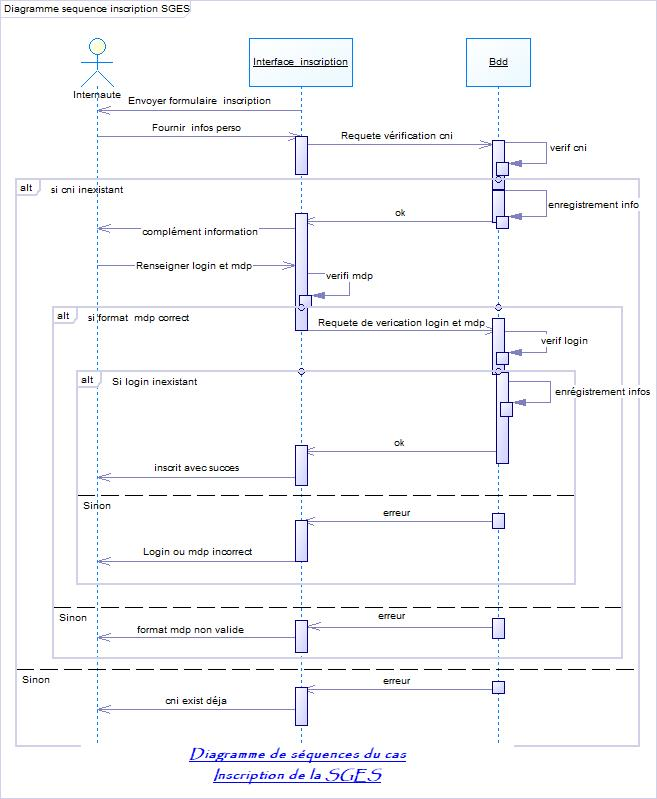 Diagramme sequence inscription SGES
Interface_inscription
Bdd
Internaute
Envoyer formulaire inscription
Fournir infos perso
Requete vérification cni
verif cni
alt
si cni inexistant
enregistrement info
ok
complément information
Renseigner login et mdp
verifi mdp
alt
si format mdp correct
Requete de verication login et mdp
verif login
alt
Si login inexistant
enrégistrement infos
ok
inscrit avec succes
Sinon
erreur
Login ou mdp incorrect
Sinon
erreur
format mdp non valide
Sinon
erreur
cni exist déja
Diagramme de séquences du cas
Inscription de la SGES